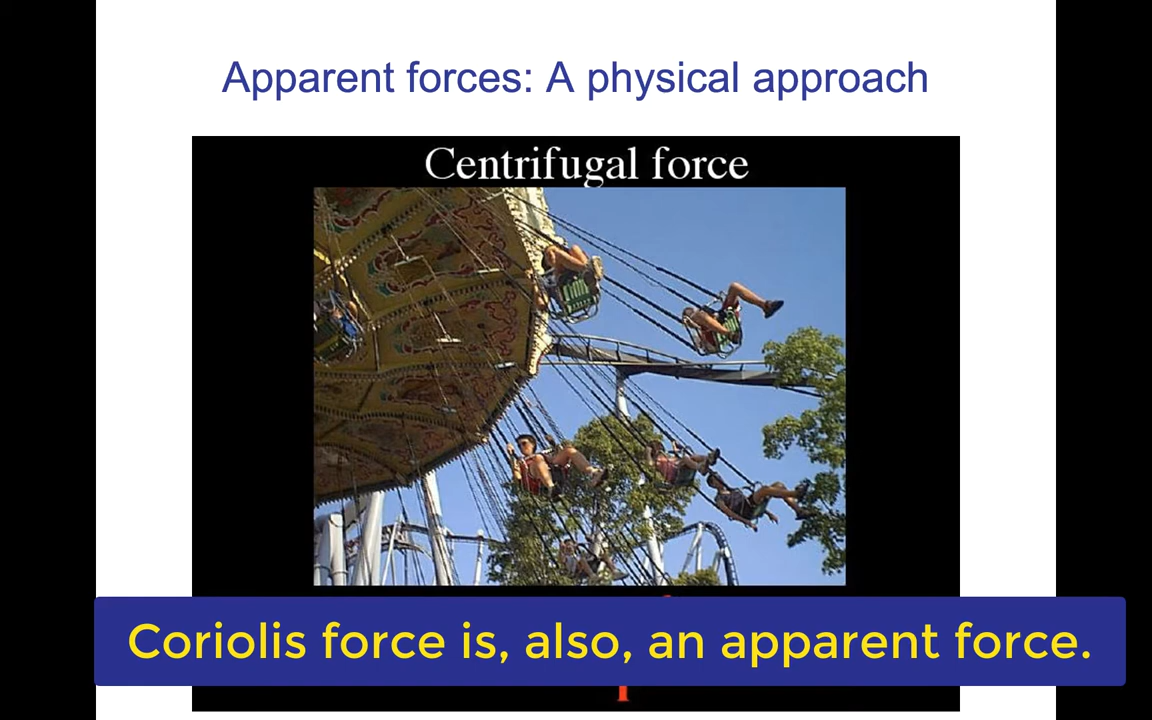 Apparent forces: A physical approach
Centrifugal force
Coriolis force is, also, an apparent force.